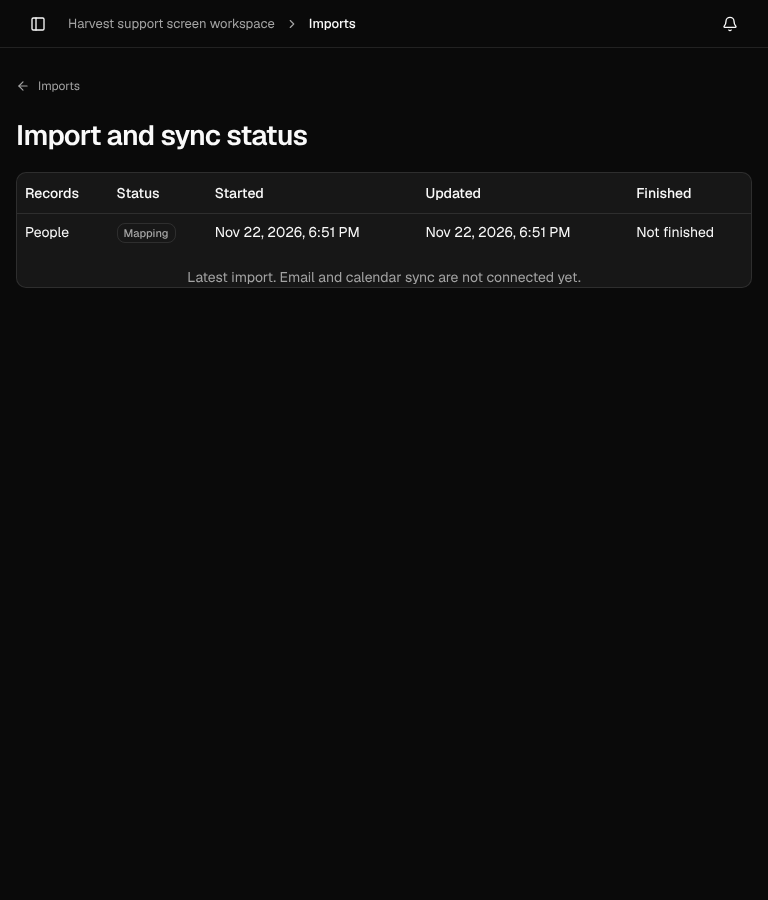 Harvest support screen workspace > Imports
Imports
Import and sync status
Records Status Started Updated Finished
People Mapping Nov 22, 2026, 6:51 PM Nov 22, 2026, 6:51 PM Not finished
Latest import. Email and calendar sync are not connected yet.